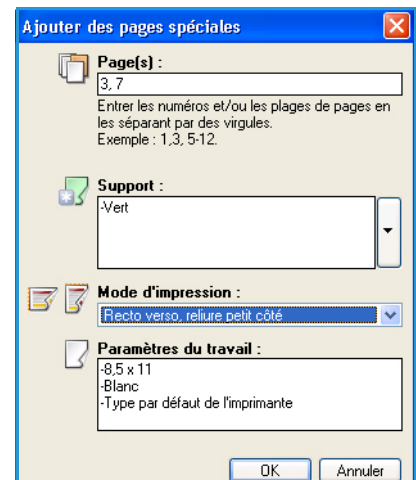 Ajouter des pages spéciales
Page(s) :
3, 7
Entrer les numéros et/ou les plages de pages en
les séparant par des virgules.
Exemple : 1,3, 5-12.
Support :
-Vert
Mode d'impression :
Recto verso, reliure petit côté
Paramètres du travail :
-8,5 x 11
-Blanc
-Type par défaut de l'imprimante
OK Annuler